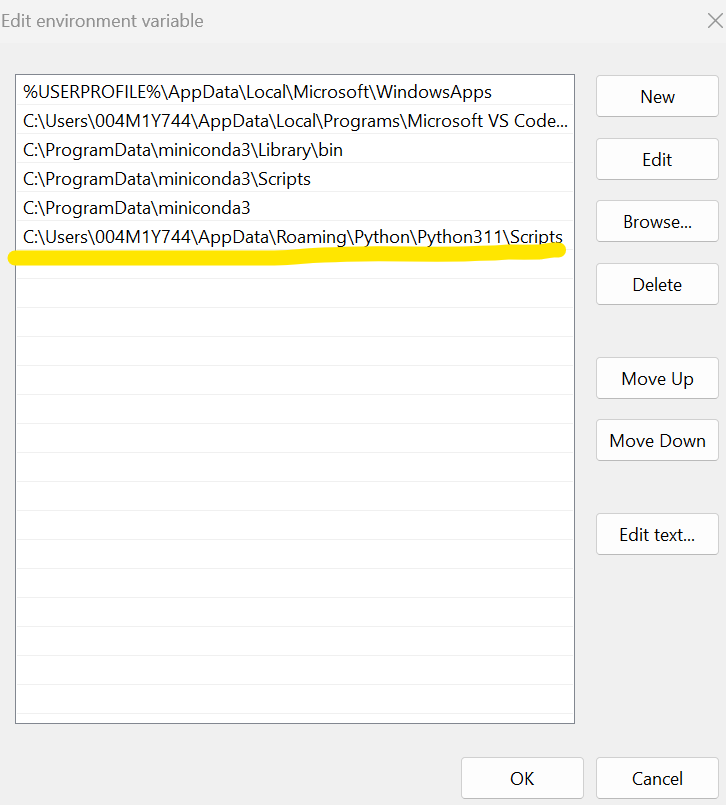 Edit environment variable
%USERPROFILE%\AppData\Local\Microsoft\WindowsApps
C:\Users\004M1Y744\AppData\Local\Programs\Microsoft VS Code...
C:\ProgramData\miniconda3\Library\bin
C:\ProgramData\miniconda3\Scripts
C:\ProgramData\miniconda3
C:\Users\004M1Y744\AppData\Roaming\Python\Python311\Scripts
New
Edit
Browse...
Delete
Move Up
Move Down
Edit text...
OK
Cancel